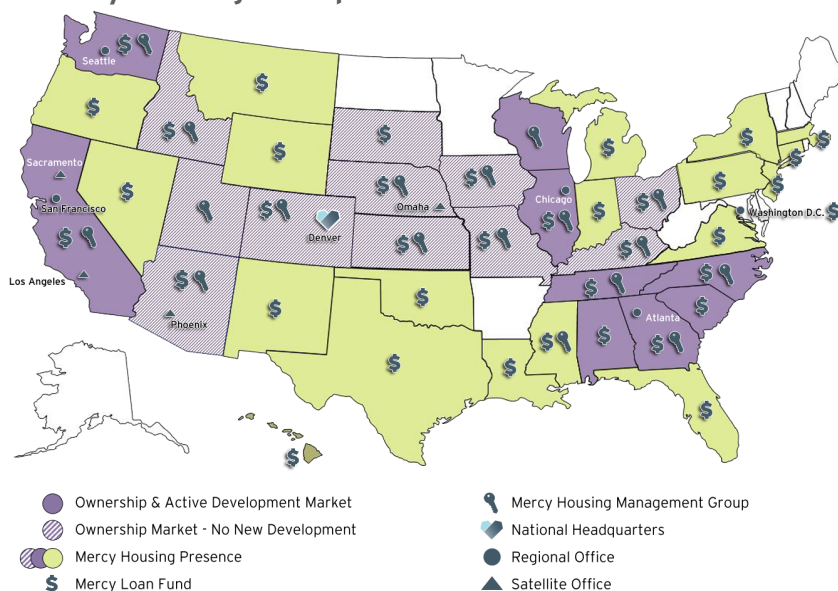 Seattle
Sacramento
San Francisco
Los Angeles
Phoenix
Denver
Omaha
Chicago
Atlanta
Washington D.C.
Ownership & Active Development Market
Ownership Market - No New Development
Mercy Housing Presence
$ Mercy Loan Fund
Mercy Housing Management Group
National Headquarters
Regional Office
Satellite Office